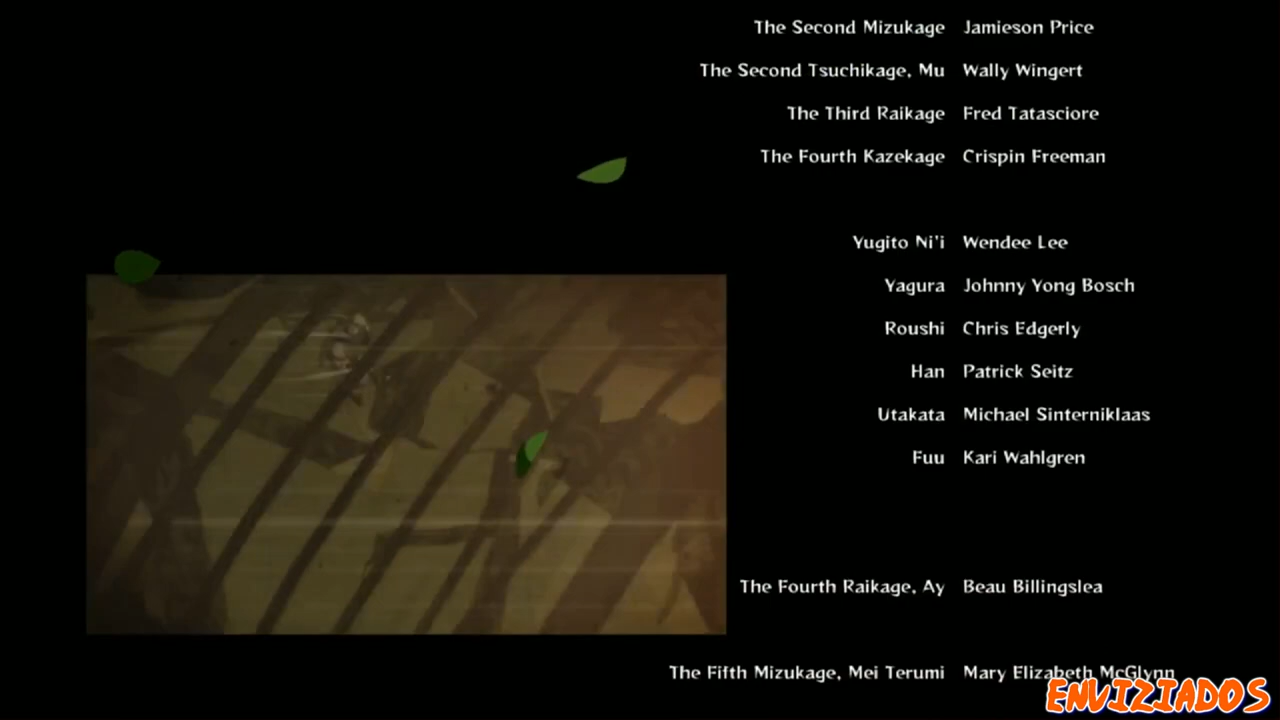 The Second Mizukage Jamieson Price
The Second Tsuchikage, Mu Wally Wingert
The Third Raikage Fred Tatasciore
The Fourth Kazekage Crispin Freeman
Yugito Ni'i Wendee Lee
Yagura Johnny Yong Bosch
Roushi Chris Edgerly
Han Patrick Seitz
Utakata Michael Sinterniklaas
Fuu Kari Wahlgren
The Fourth Raikage, Ay Beau Billingslea
The Fifth Mizukage, Mei Terumi Mary Elizabeth McGlynn
ENVIZIADOS